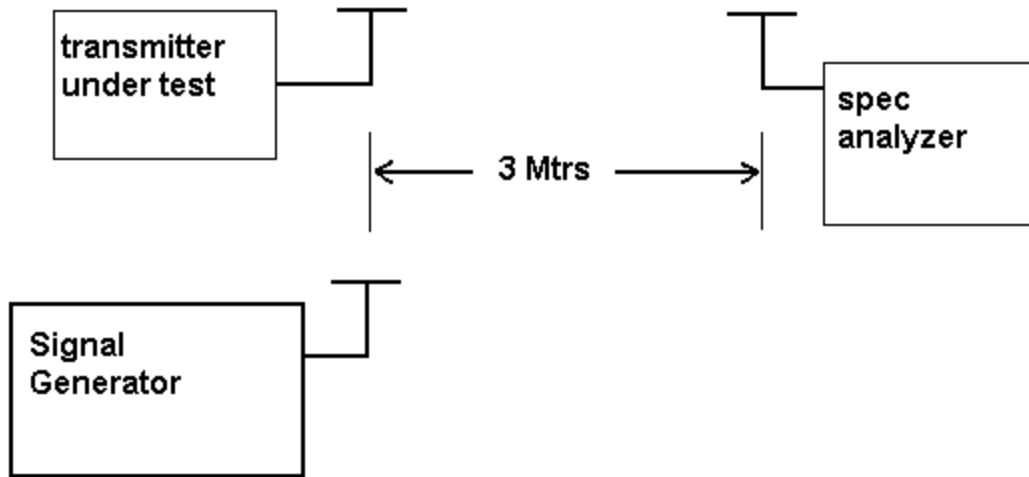 transmitter
under test
spec
analyzer
3 Mtrs
Signal
Generator